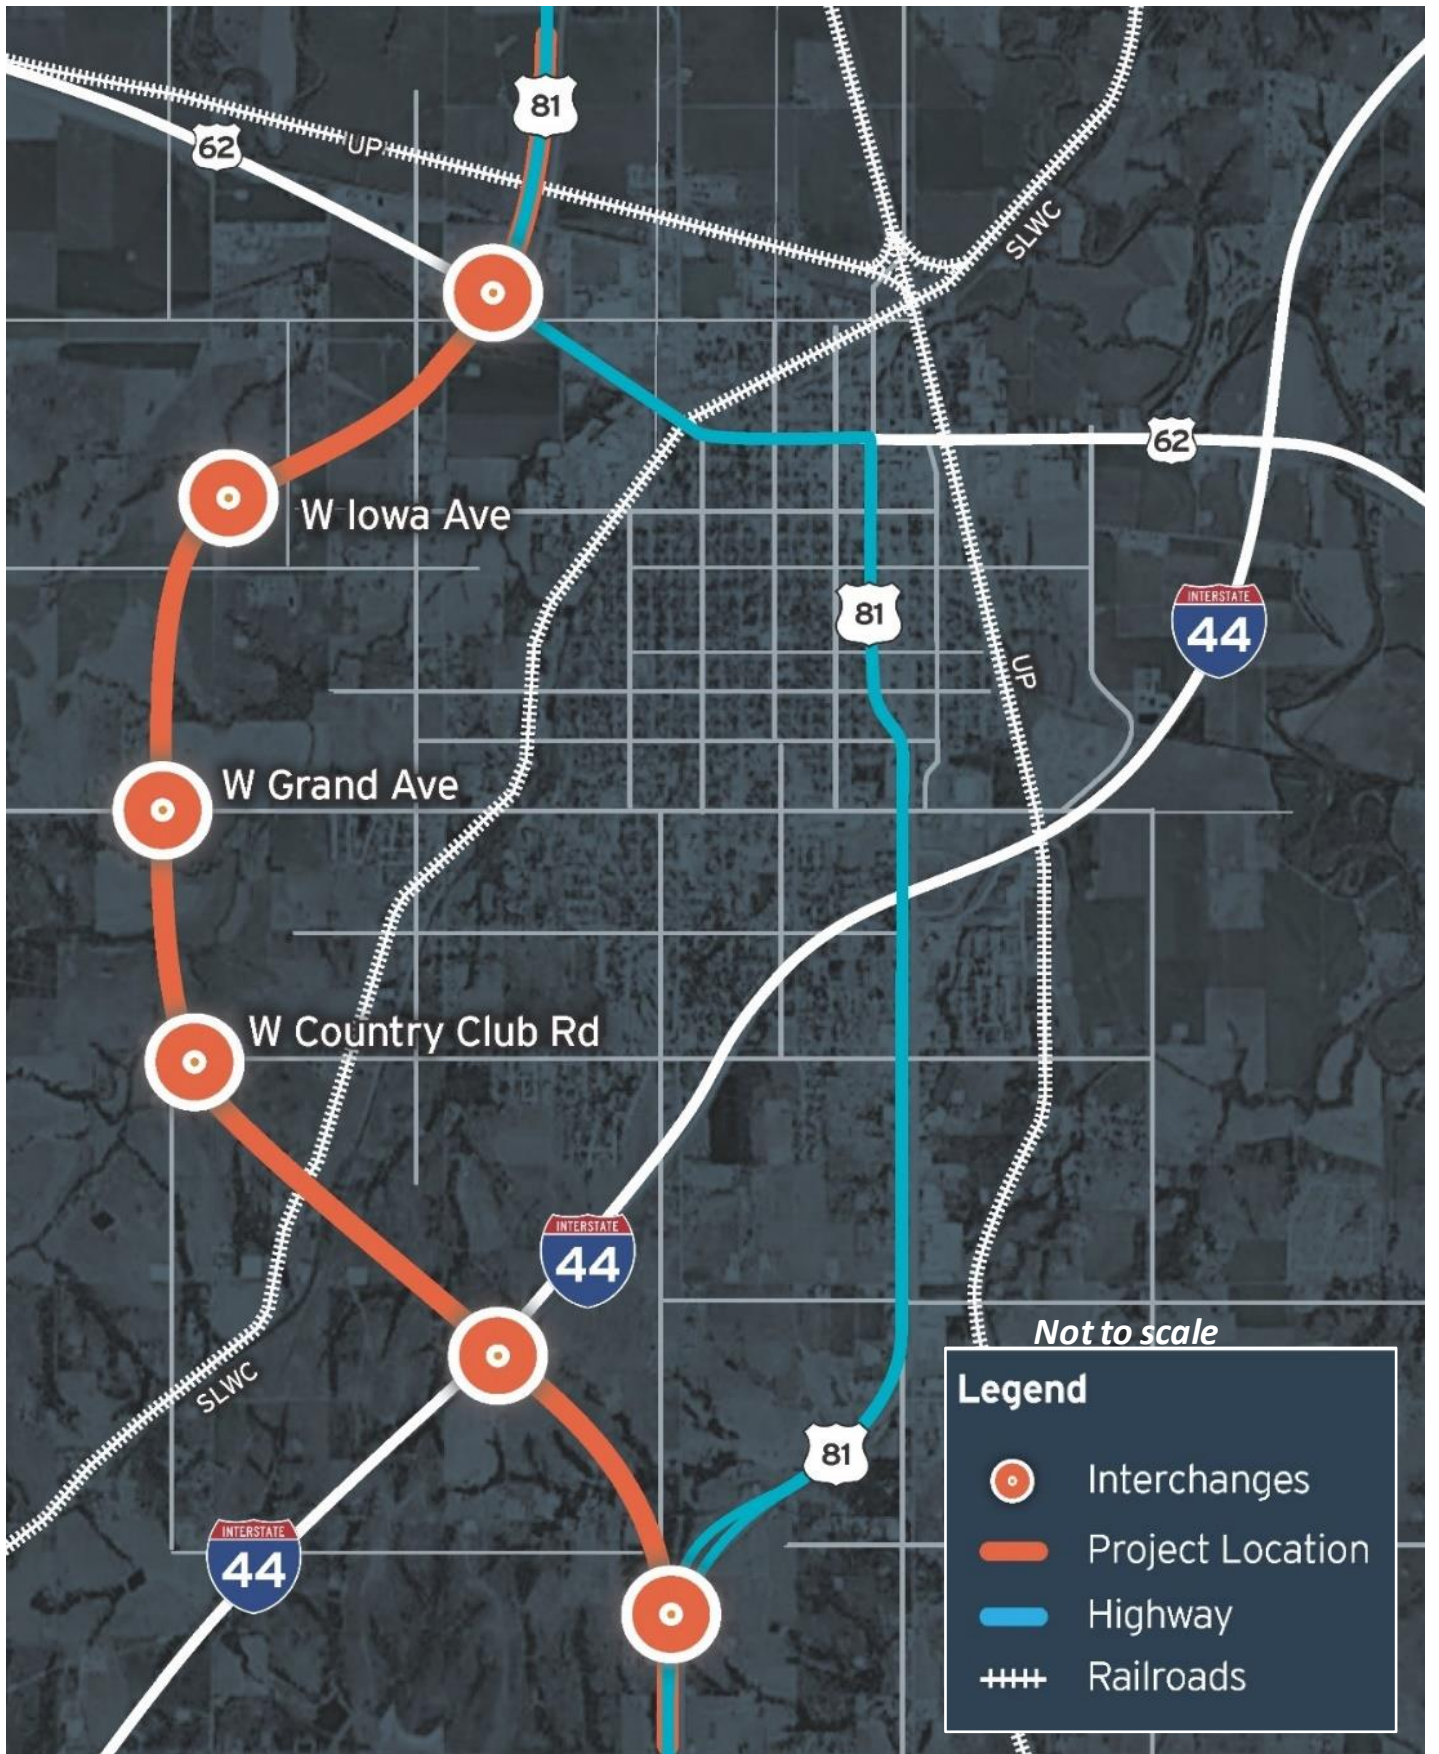 81
62
UP
SLWC
62
W Iowa Ave
81
INTERSTATE
44
UP
W Grand Ave
W Country Club Rd
INTERSTATE
44
Not to scale
SLWC
Legend
81
Interchanges
INTERSTATE
44
Project Location
Highway
Railroads